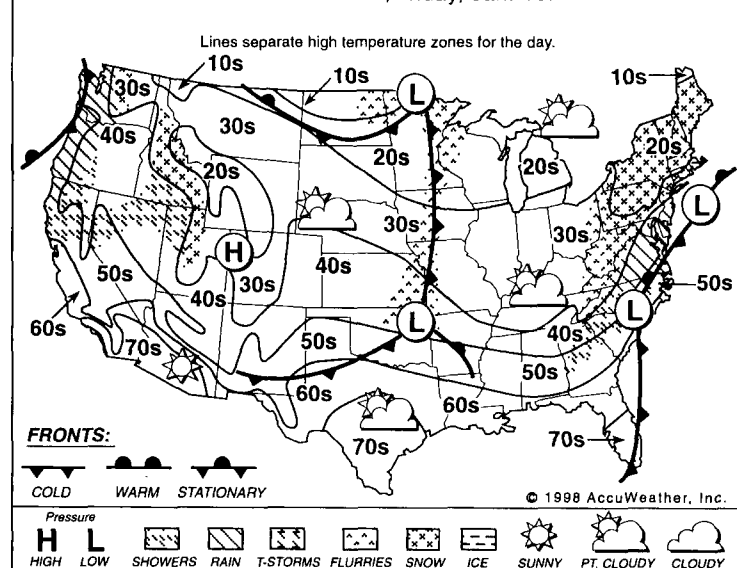 Lines separate high temperature zones for the day.
10s
10s
10s
30s
L
40s
30s
20s
20s
20s
20s
L
30s
30s
H
50s
40s
30s
40s
50s
60s
L
L
40s
70s
50s
50s
60s
60s
70s
70s
FRONTS:
COLD WARM STATIONARY
© 1998 AccuWeather, Inc.
Pressure
H L
HIGH LOW SHOWERS RAIN T-STORMS FLURRIES SNOW ICE SUNNY PT. CLOUDY CLOUDY